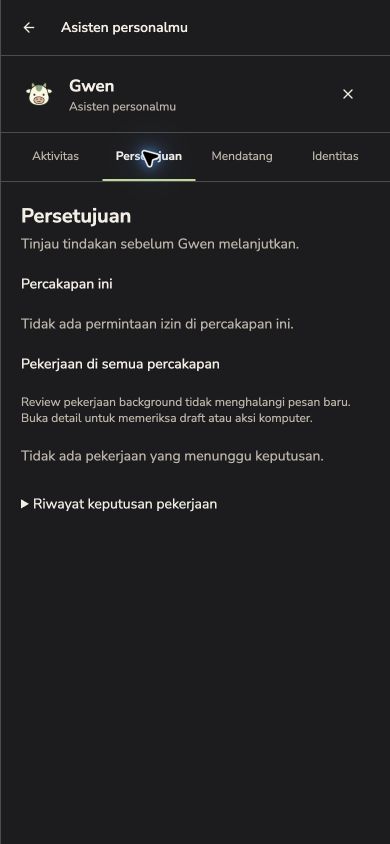 Asisten personalmu
Gwen
Asisten personalmu
Aktivitas
Persetujuan
Mendatang
Identitas
Persetujuan
Tinjau tindakan sebelum Gwen melanjutkan.
Percakapan ini
Tidak ada permintaan izin di percakapan ini.
Pekerjaan di semua percakapan
Review pekerjaan background tidak menghalangi pesan baru.
Buka detail untuk memeriksa draft atau aksi komputer.
Tidak ada pekerjaan yang menunggu keputusan.
Riwayat keputusan pekerjaan